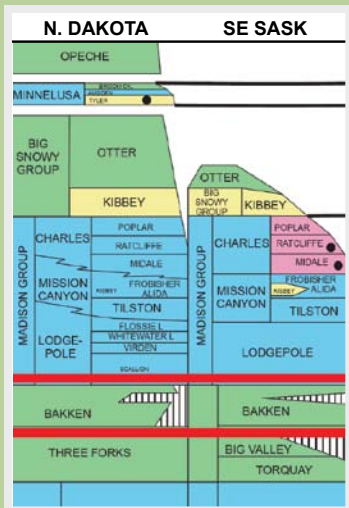 N. DAKOTA SE SASK
OPECHE
MINNELUSA
TYLER
BIG
SNOWY
GROUP
OTTER
KIBBEY
OTTER
BIG
SNOWY
GROUP
KIBBEY
MADISON GROUP
CHARLES
POPLAR
RATCLIFFE
MIDALE
MISSION
CANYON
KISBEY
FROBISHER
ALIDA
TILSTON
LODGE-
POLE
FLOSSIE L
WHITEWATER L
VIRDEN
SCALLION
MADISON GROUP
CHARLES
POPLAR
RATCLIFFE
MIDALE
MISSION
CANYON
FROBISHER
KISBEY
ALIDA
TILSTON
LODGEPOLE
BAKKEN
BAKKEN
THREE FORKS
BIG VALLEY
TORQUAY